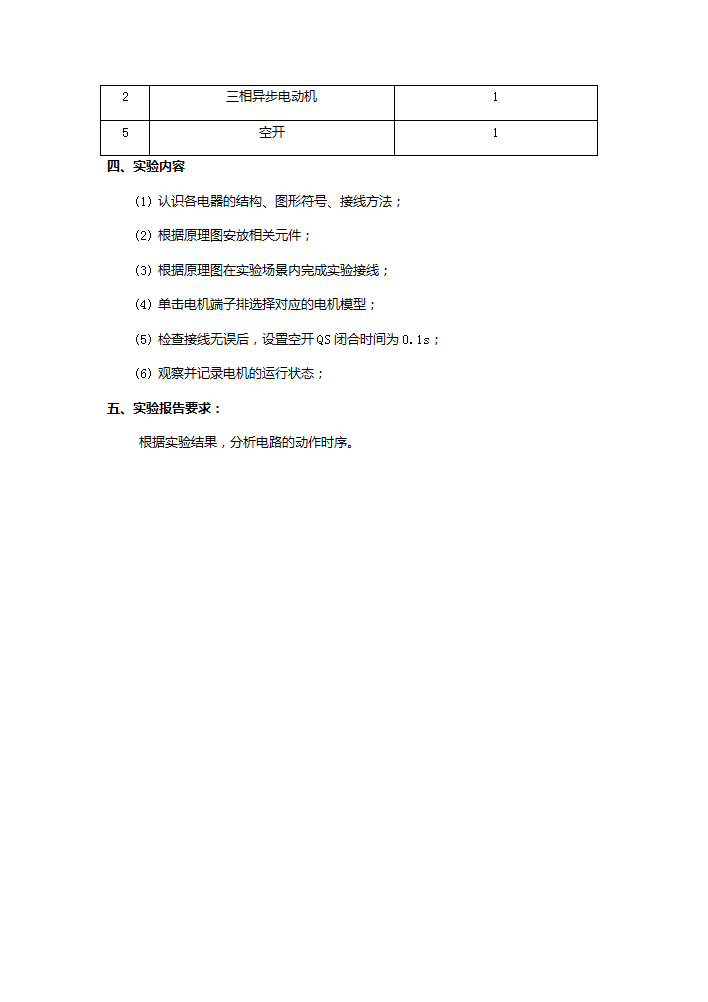 2 三相异步电动机 1
5 空开 1
四、实验内容
(1) 认识各电器的结构、图形符号、接线方法；
(2) 根据原理图安放相关元件；
(3) 根据原理图在实验场景内完成实验接线；
(4) 单击电机端子排选择对应的电机模型；
(5) 检查接线无误后，设置空开 QS 闭合时间为 0.1s；
(6) 观察并记录电机的运行状态；
五、实验报告要求：
根据实验结果，分析电路的动作时序。